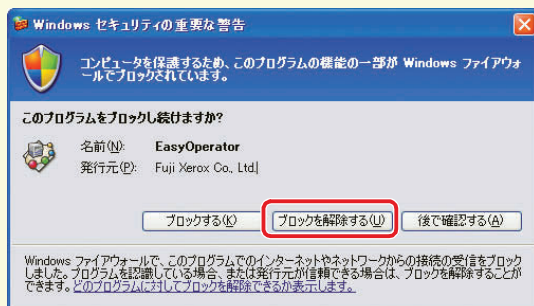 Windows セキュリティの重要な警告
コンピュータを保護するため、このプログラムの機能の一部が Windows ファイアウォ
ールでブロックされています。
このプログラムをブロックし続けますか?
名前(N): EasyOperator
発行元(P): Fuji Xerox Co., Ltd.
ブロックする(K) ブロックを解除する(U) 後で確認する(A)
Windows ファイアウォールで、このプログラムでのインターネットやネットワークからの接続の受信をブロック
しました。プログラムを認識している場合、または発行元が信頼できる場合は、ブロックを解除することが
できます。どのプログラムに対してブロックを解除できるか表示します。